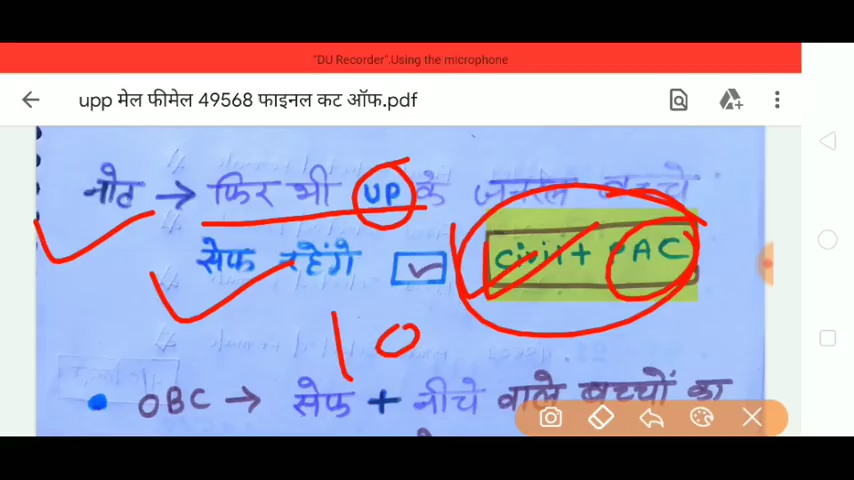 "DU Recorder".Using the microphone
upp मेल फीमेल 49568 फाइनल कट ऑफ.pdf
नोट → फिर भी UP के जनरल बच्चे
सेफ रहेंगे ✓ Civil + PAC
10
• OBC → सेफ + नीचे वाले बच्चों का